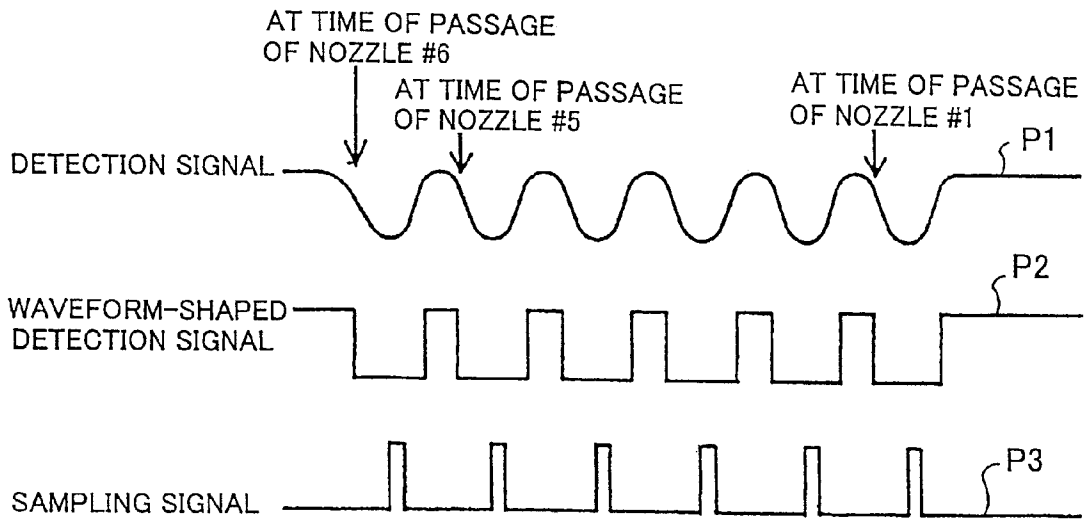 AT TIME OF PASSAGE
OF NOZZLE #6
AT TIME OF PASSAGE
OF NOZZLE #5
AT TIME OF PASSAGE
OF NOZZLE #1
DETECTION SIGNAL
P1
WAVEFORM-SHAPED
DETECTION SIGNAL
P2
SAMPLING SIGNAL
P3